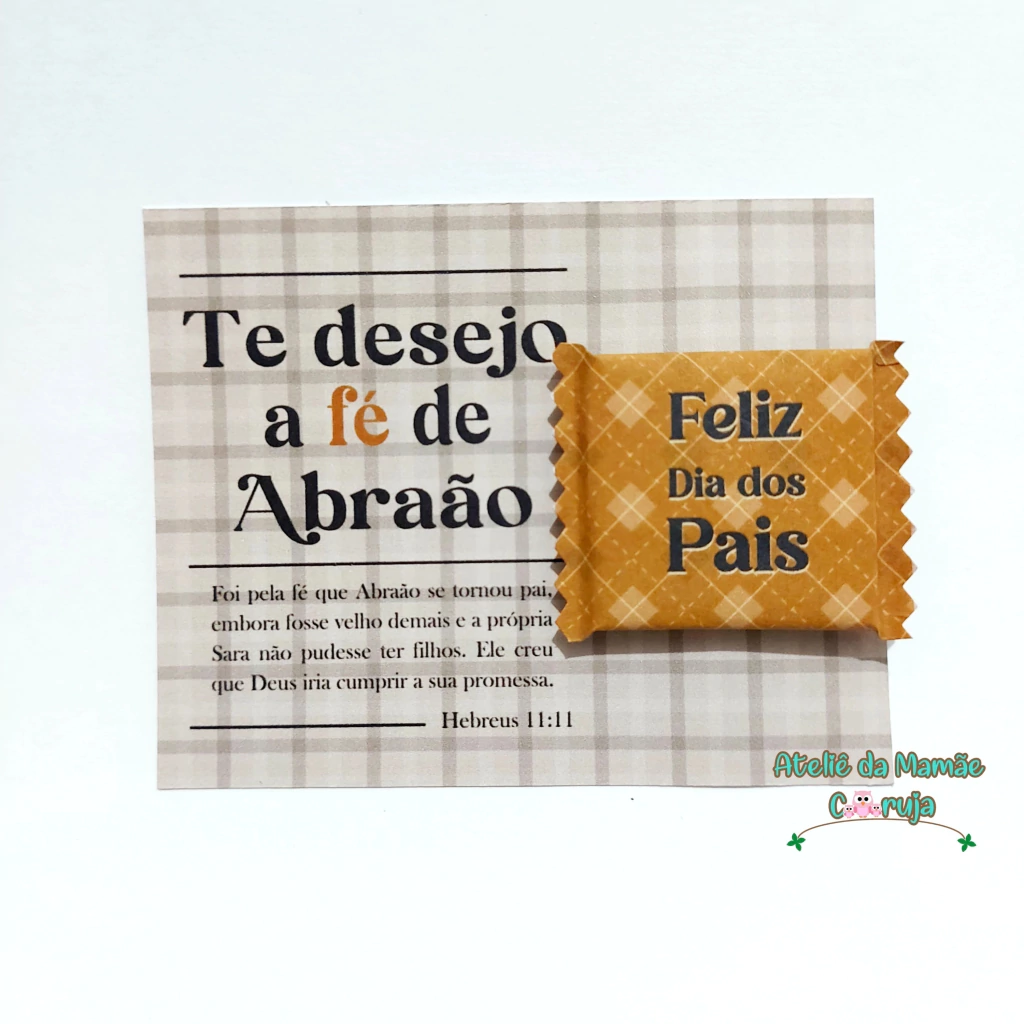 Te desejo
a fé de
Abraão
Foi pela fé que Abraão se tornou pai,
embora fosse velho demais e a própria
Sara não pudesse ter filhos. Ele creu
que Deus iria cumprir a sua promessa.
Hebreus 11:11
Feliz
Dia dos
Pais
Ateliê da Mamãe
Coruja